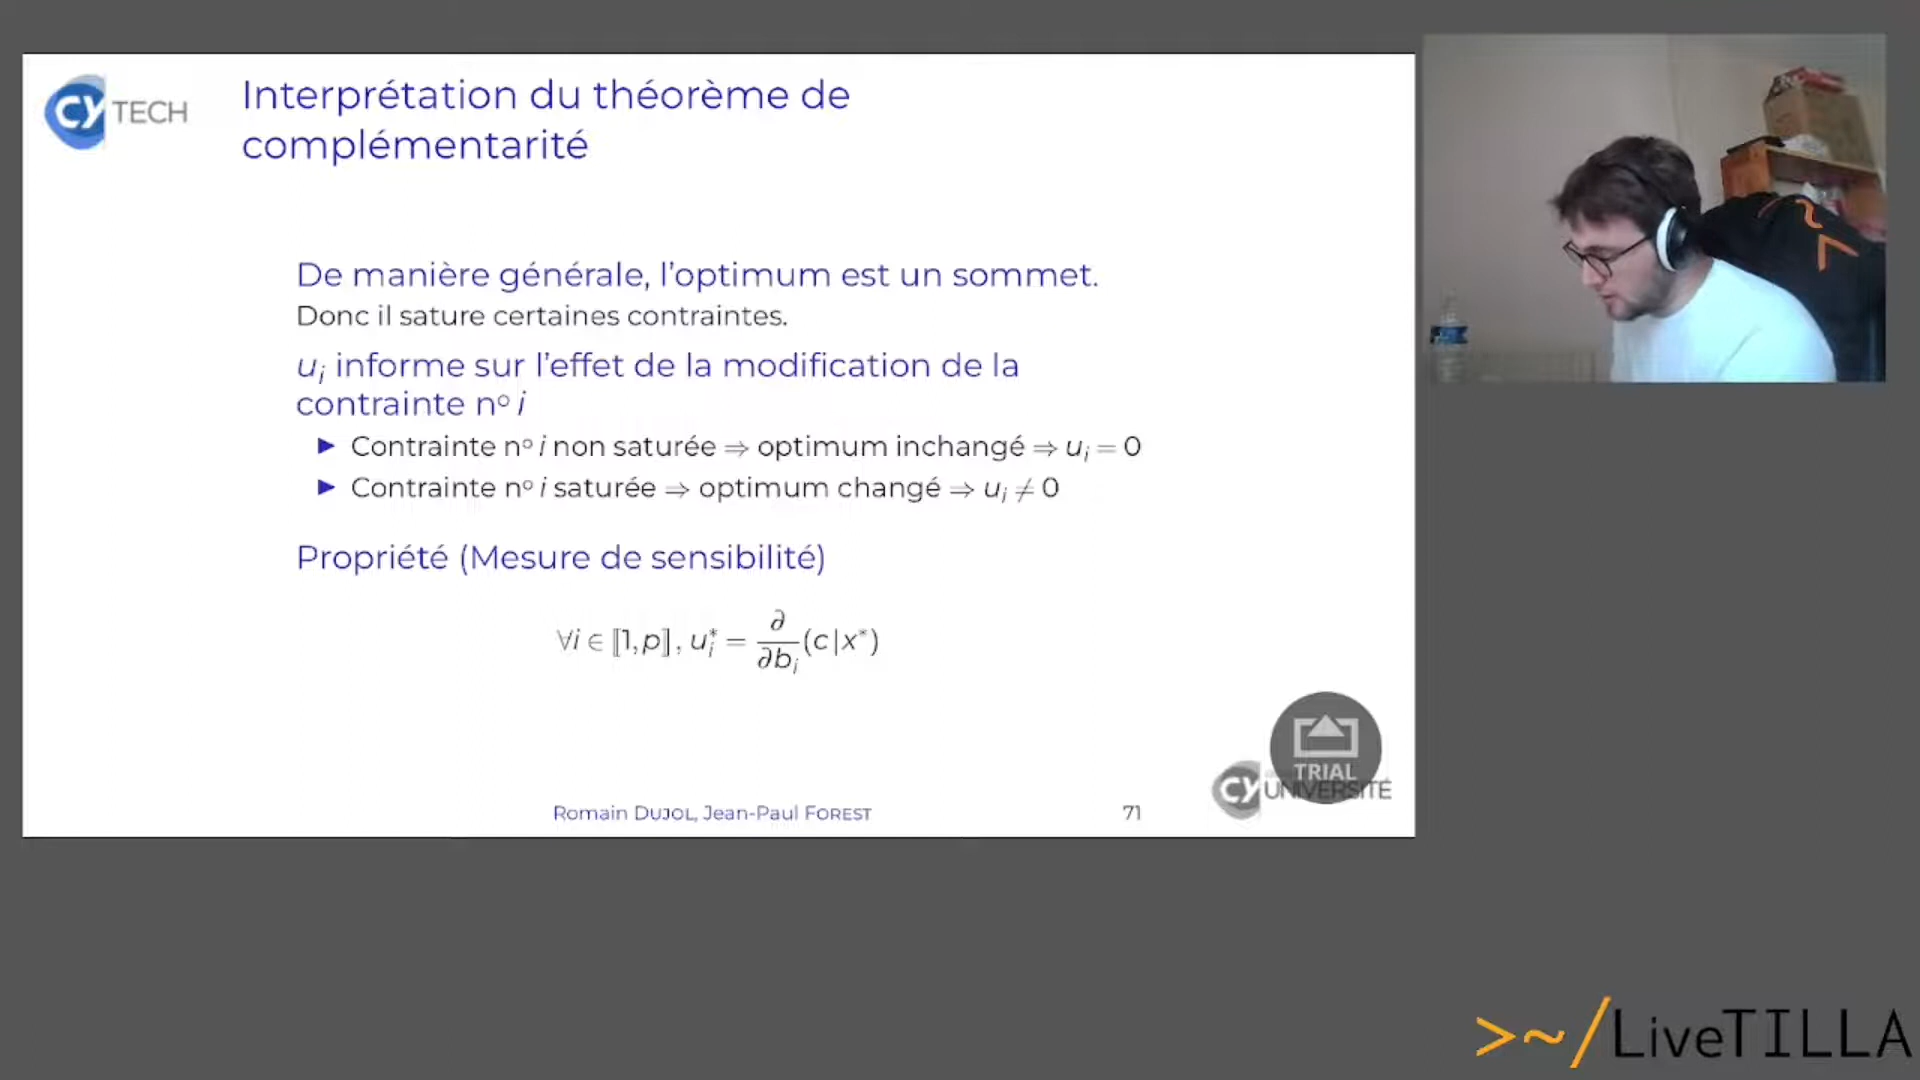 CY TECH
Interprétation du théorème de
complémentarité
De manière générale, l'optimum est un sommet.
Donc il sature certaines contraintes.
u_i informe sur l'effet de la modification de la
contrainte nº i
► Contrainte nº i non saturée ⇒ optimum inchangé ⇒ u_i = 0
► Contrainte nº i saturée ⇒ optimum changé ⇒ u_i ≠ 0
Propriété (Mesure de sensibilité)
∀i ∈ ⟦1,p⟧, u_i^* = ∂/∂b_i (c|x^*)
TRIAL
CY UNIVERSITÉ
Romain DUJOL, Jean-Paul FOREST
71
>~/LiveTILLA